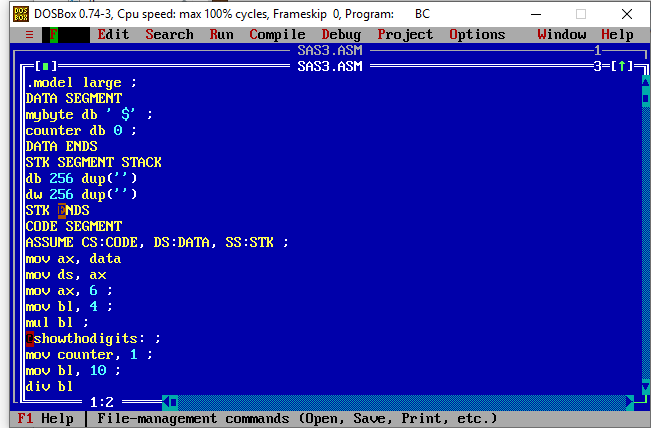 DOSBox 0.74-3, Cpu speed: max 100% cycles, Frameskip 0, Program: BC
≡ F Edit Search Run Compile Debug Project Options Window Help
SAS3.ASM 1
[■] SAS3.ASM 3=[↑]
.model large ;
DATA SEGMENT
mybyte db ' $' ;
counter db 0 ;
DATA ENDS
STK SEGMENT STACK
db 256 dup('')
dw 256 dup('')
STK ENDS
CODE SEGMENT
ASSUME CS:CODE, DS:DATA, SS:STK ;
mov ax, data
mov ds, ax
mov ax, 6 ;
mov bl, 4 ;
mul bl ;
showthodigits: ;
mov counter, 1 ;
mov bl, 10 ;
div bl
1:2
F1 Help | File-management commands (Open, Save, Print, etc.)